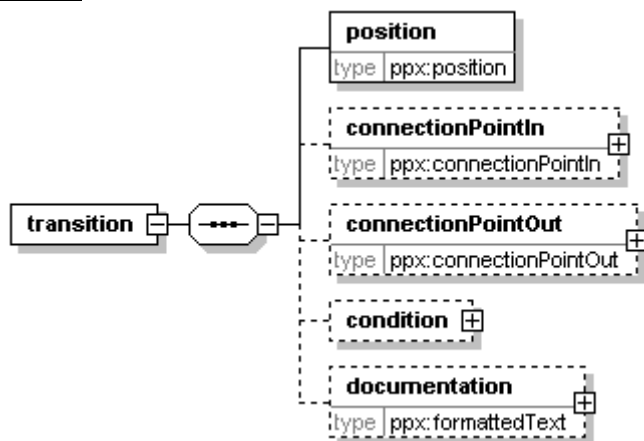 position
type ppx:position
connectionPointIn
type ppx:connectionPointIn
transition
connectionPointOut
type ppx:connectionPointOut
condition
documentation
type ppx:formattedText